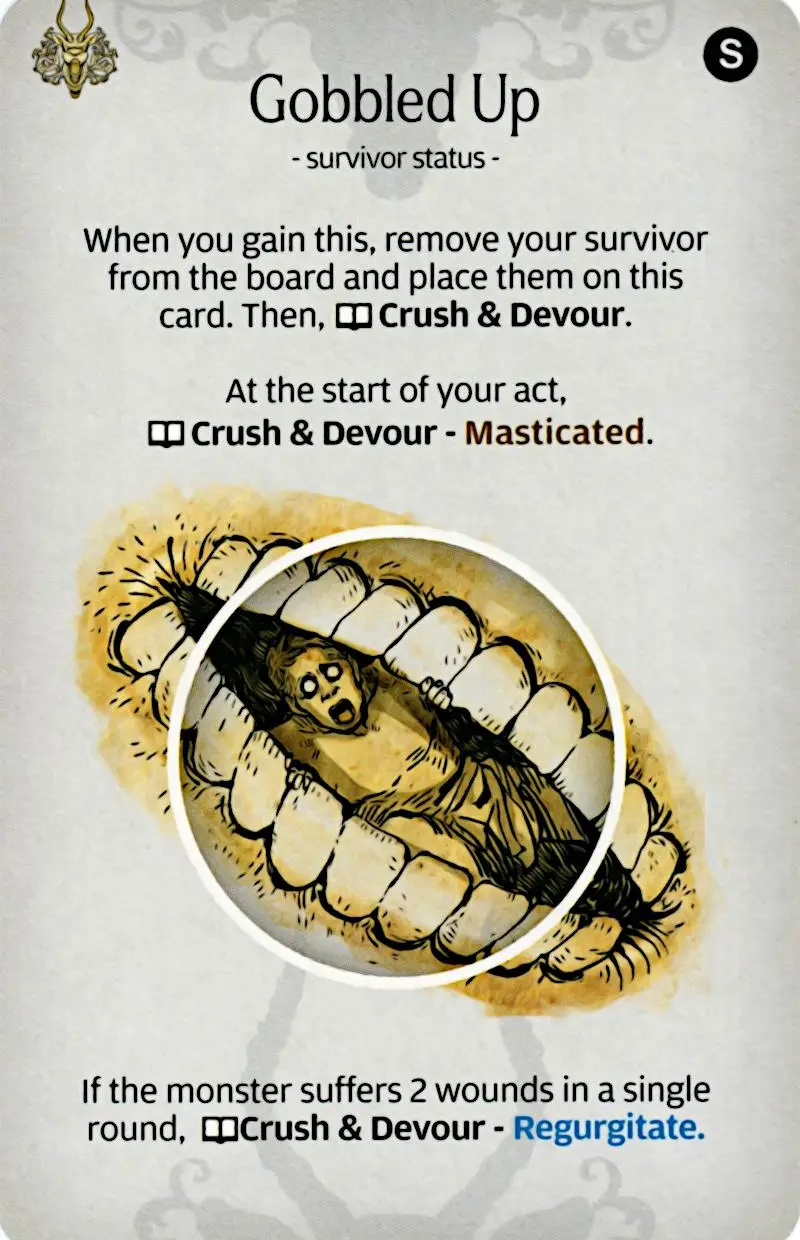 S
Gobbled Up
- survivor status -
When you gain this, remove your survivor
from the board and place them on this
card. Then, Crush & Devour.
At the start of your act,
Crush & Devour - Masticated.
If the monster suffers 2 wounds in a single
round, Crush & Devour - Regurgitate.